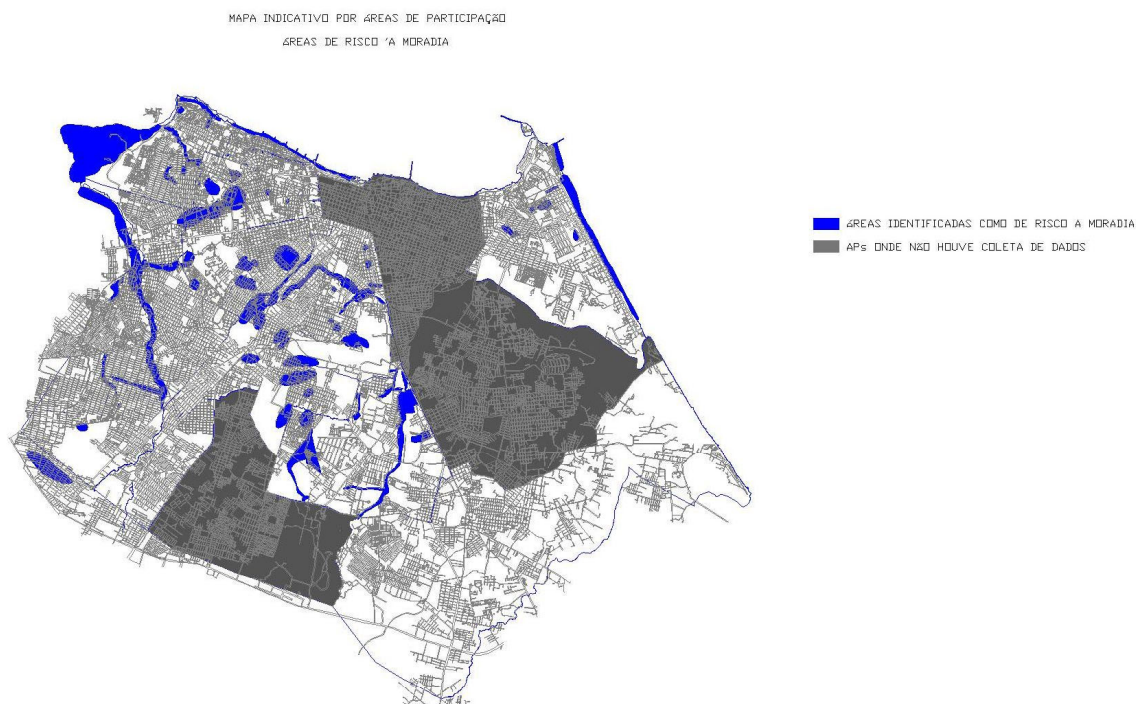 MAPA INDICATIVO POR ÁREAS DE PARTICIPAÇÃO
ÁREAS DE RISCO 'A MORADIA
ÁREAS IDENTIFICADAS COMO DE RISCO A MORADIA
APs ONDE NÃO HOUVE COLETA DE DADOS